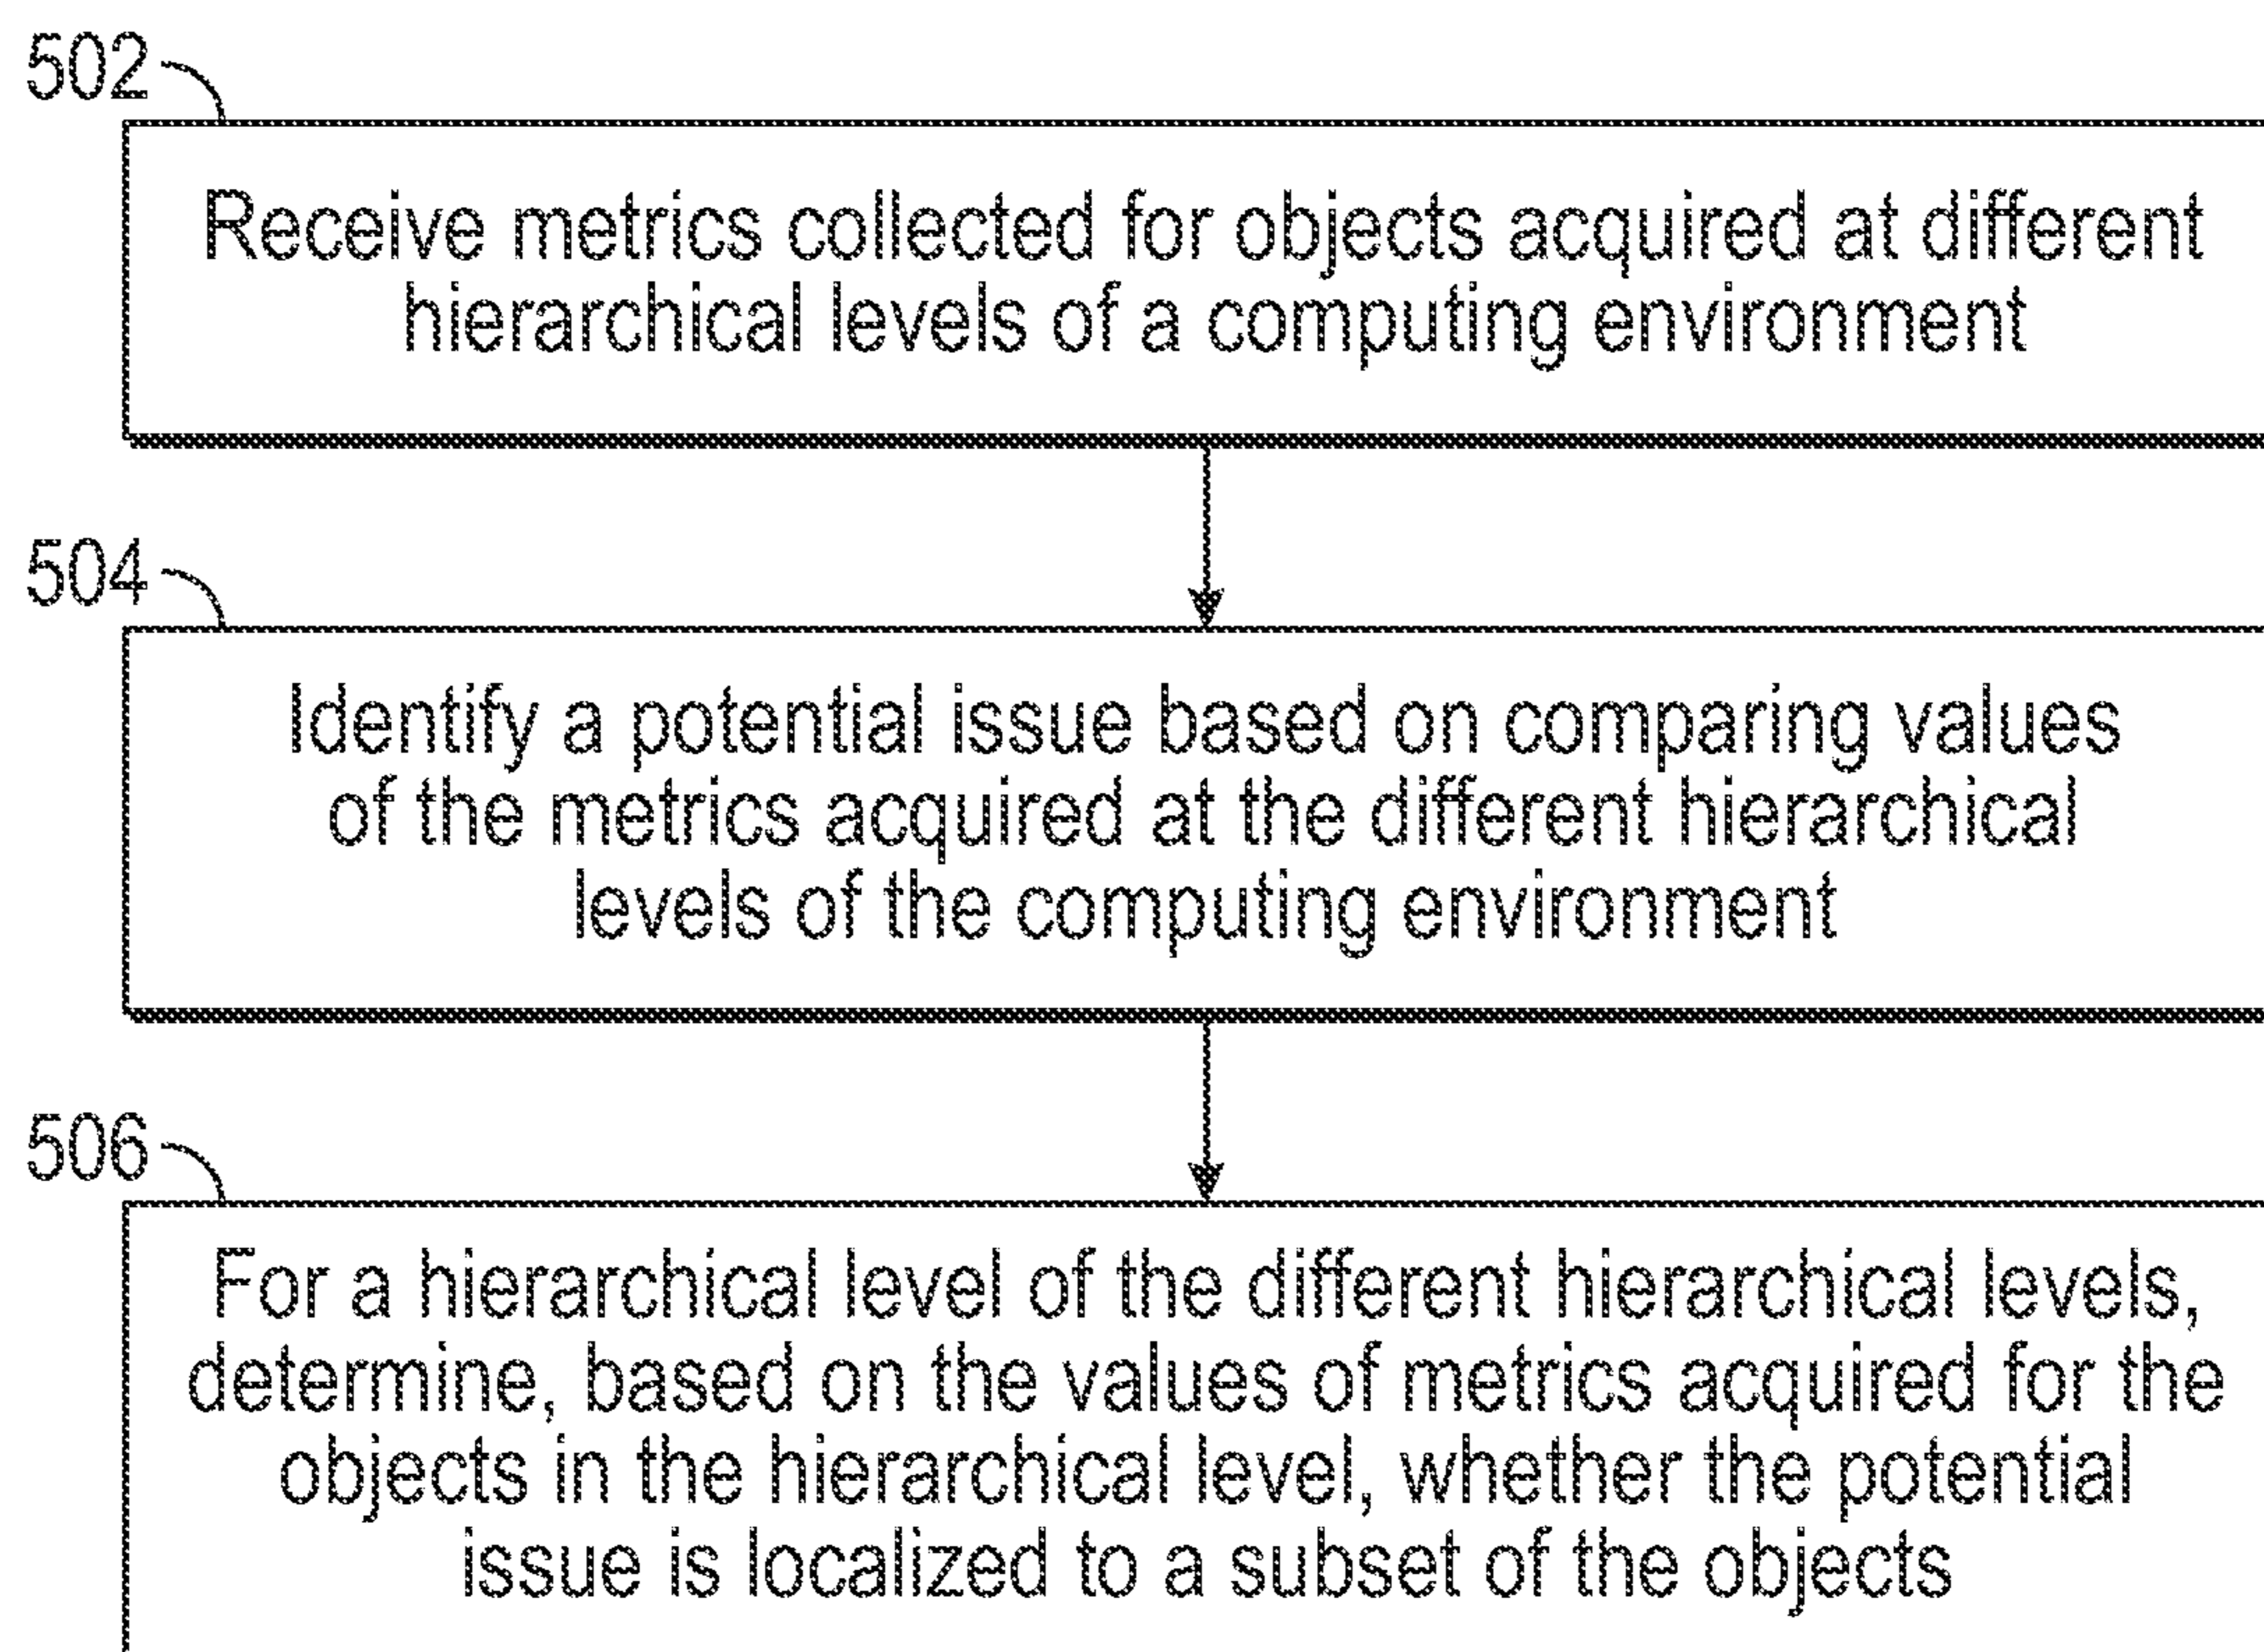 502
Receive metrics collected for objects acquired at different
hierarchical levels of a computing environment
504
Identify a potential issue based on comparing values
of the metrics acquired at the different hierarchical
levels of the computing environment
506
For a hierarchical level of the different hierarchical levels,
determine, based on the values of metrics acquired for the
objects in the hierarchical level, whether the potential
issue is localized to a subset of the objects